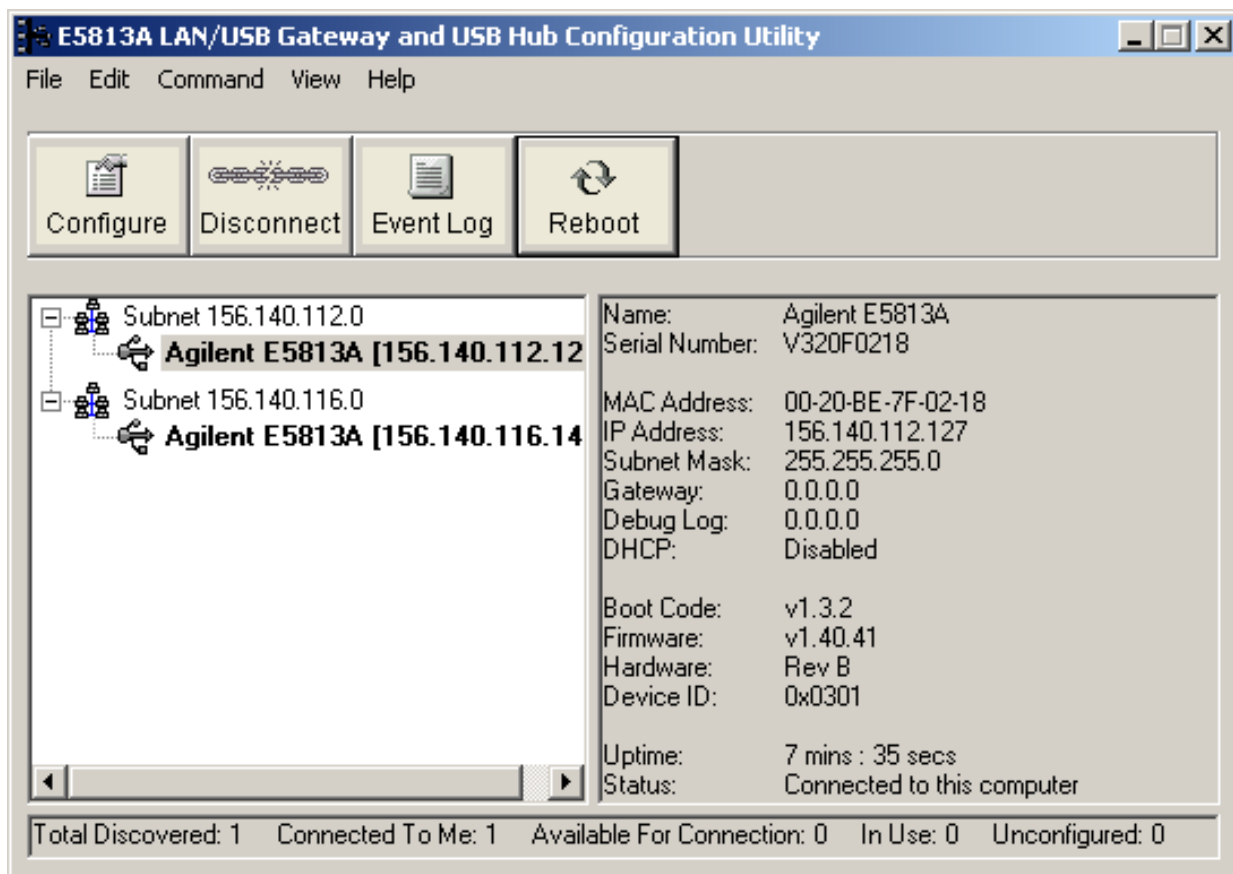 E5813A LAN/USB Gateway and USB Hub Configuration Utility
File Edit Command View Help
Configure Disconnect Event Log Reboot
Subnet 156.140.112.0
Agilent E5813A [156.140.112.12
Subnet 156.140.116.0
Agilent E5813A [156.140.116.14
Name: Agilent E5813A
Serial Number: V320F0218
MAC Address: 00-20-BE-7F-02-18
IP Address: 156.140.112.127
Subnet Mask: 255.255.255.0
Gateway: 0.0.0.0
Debug Log: 0.0.0.0
DHCP: Disabled
Boot Code: v1.3.2
Firmware: v1.40.41
Hardware: Rev B
Device ID: 0x0301
Uptime: 7 mins : 35 secs
Status: Connected to this computer
Total Discovered: 1 Connected To Me: 1 Available For Connection: 0 In Use: 0 Unconfigured: 0